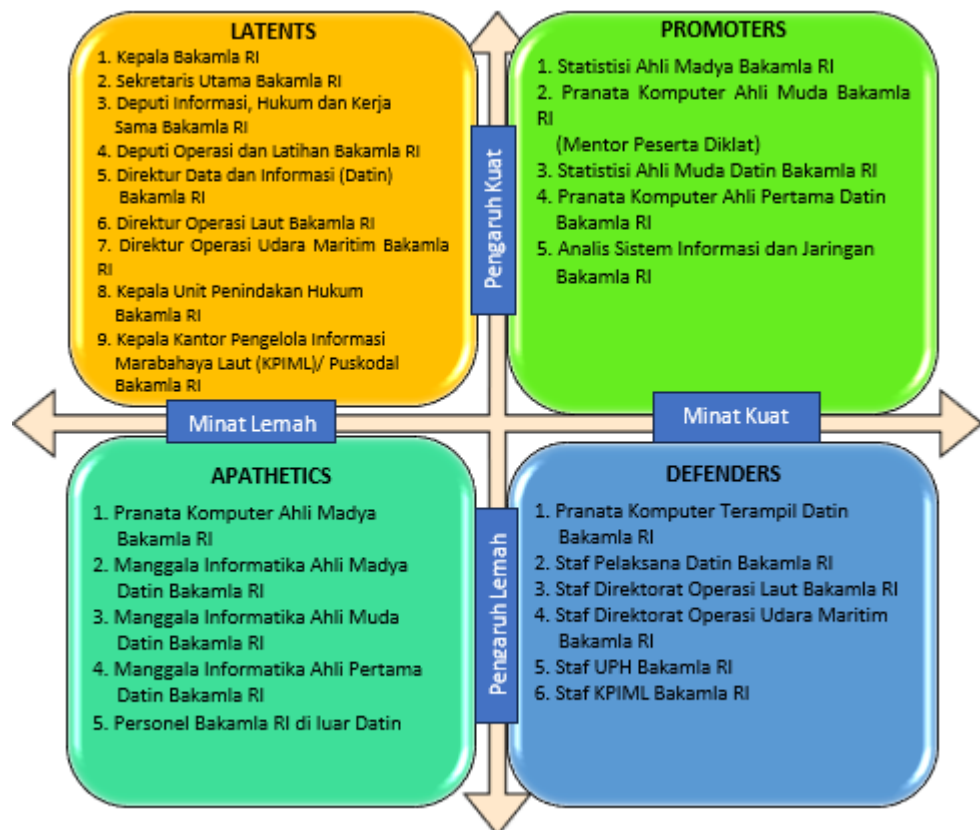 LATENTS
1. Kepala Bakamla RI
2. Sekretaris Utama Bakamla RI
3. Deputi Informasi, Hukum dan Kerja
Sama Bakamla RI
4. Deputi Operasi dan Latihan Bakamla RI
5. Direktur Data dan Informasi (Datin)
Bakamla RI
6. Direktur Operasi Laut Bakamla RI
7. Direktur Operasi Udara Maritim Bakamla
RI
8. Kepala Unit Penindakan Hukum
Bakamla RI
9. Kepala Kantor Pengelola Informasi
Marabahaya Laut (KPIML)/ Puskodal
Bakamla RI
Pengaruh Kuat
PROMOTERS
1. Statistisi Ahli Madya Bakamla RI
2. Pranata Komputer Ahli Muda Bakamla
RI
(Mentor Peserta Diklat)
3. Statistisi Ahli Muda Datin Bakamla RI
4. Pranata Komputer Ahli Pertama Datin
Bakamla RI
5. Analis Sistem Informasi dan Jaringan
Bakamla RI
Minat Lemah
Minat Kuat
APATHETICS
1. Pranata Komputer Ahli Madya
Bakamla RI
2. Manggala Informatika Ahli Madya
Datin Bakamla RI
3. Manggala Informatika Ahli Muda
Datin Bakamla RI
4. Manggala Informatika Ahli Pertama
Datin Bakamla RI
5. Personel Bakamla RI di luar Datin
Pengaruh Lemah
DEFENDERS
1. Pranata Komputer Terampil Datin
Bakamla RI
2. Staf Pelaksana Datin Bakamla RI
3. Staf Direktorat Operasi Laut Bakamla RI
4. Staf Direktorat Operasi Udara Maritim
Bakamla RI
5. Staf UPH Bakamla RI
6. Staf KPIML Bakamla RI